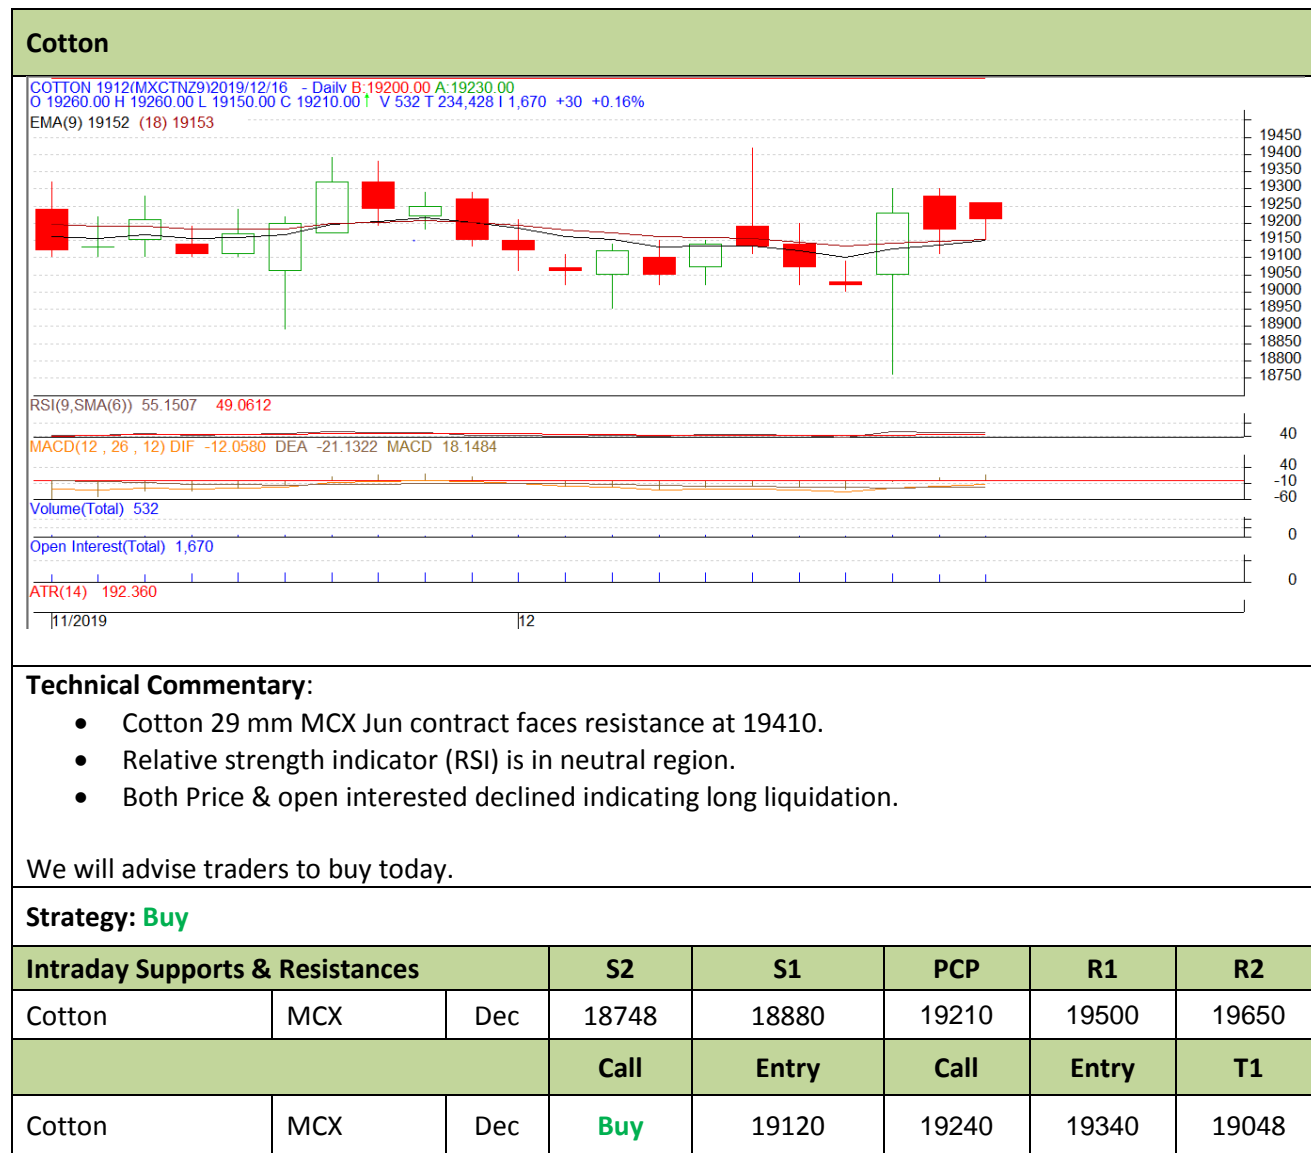 Cotton
COTTON 1912(MXCTNZ9)2019/12/16 - Daily B:19200.00 A:19230.00
O 19260.00 H 19260.00 L 19150.00 C 19210.00↑ V 532 T 234,428 I 1,670 +30 +0.16%
EMA(9) 19152 (18) 19153
19450
19400
19350
19300
19250
19200
19150
19100
19050
19000
18950
18900
18850
18800
18750
RSI(9,SMA(6)) 55.1507 49.0612
40
MACD(12 , 26 , 12) DIF -12.0580 DEA -21.1322 MACD 18.1484
40
-10
-60
Volume(Total) 532
0
Open Interest(Total) 1,670
0
ATR(14) 192.360
11/2019 12
Technical Commentary:
• Cotton 29 mm MCX Jun contract faces resistance at 19410.
• Relative strength indicator (RSI) is in neutral region.
• Both Price & open interested declined indicating long liquidation.
We will advise traders to buy today.
Strategy: Buy
Intraday Supports & Resistances S2 S1 PCP R1 R2
Cotton MCX Dec 18748 18880 19210 19500 19650
Call Entry Call Entry T1
Cotton MCX Dec Buy 19120 19240 19340 19048